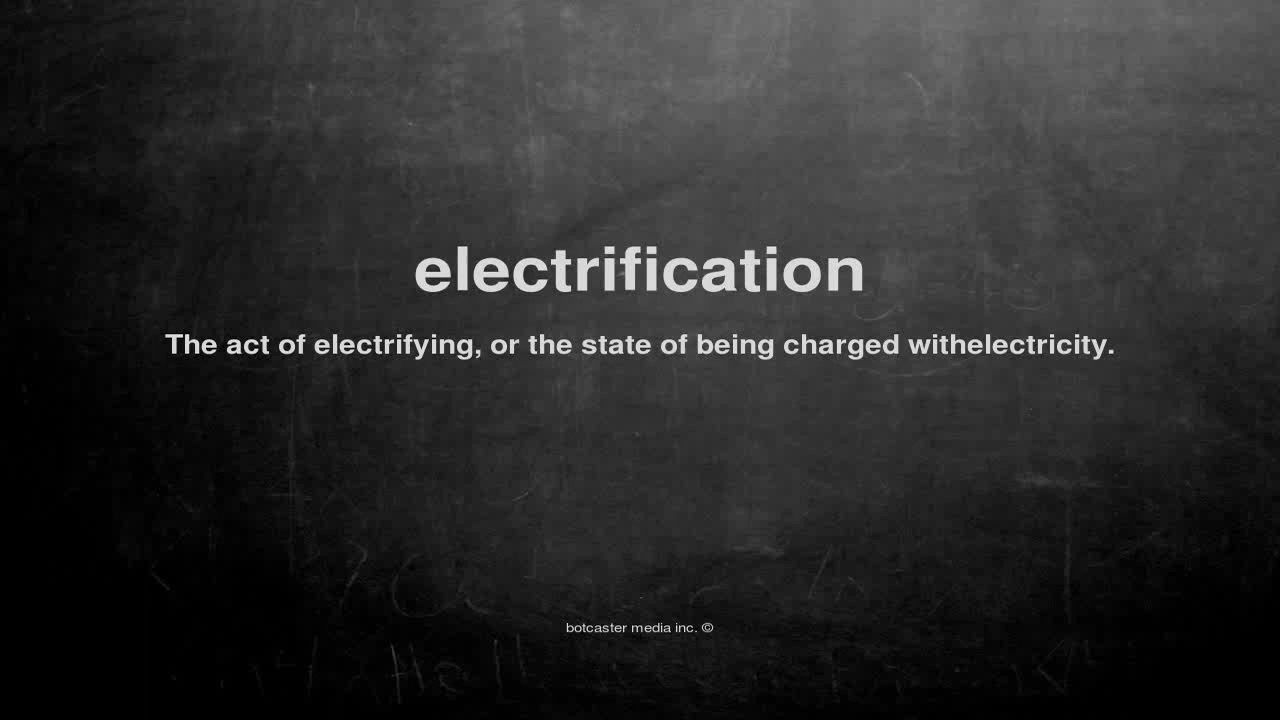 electrification
The act of electrifying, or the state of being charged withelectricity.
botcaster media inc. ©